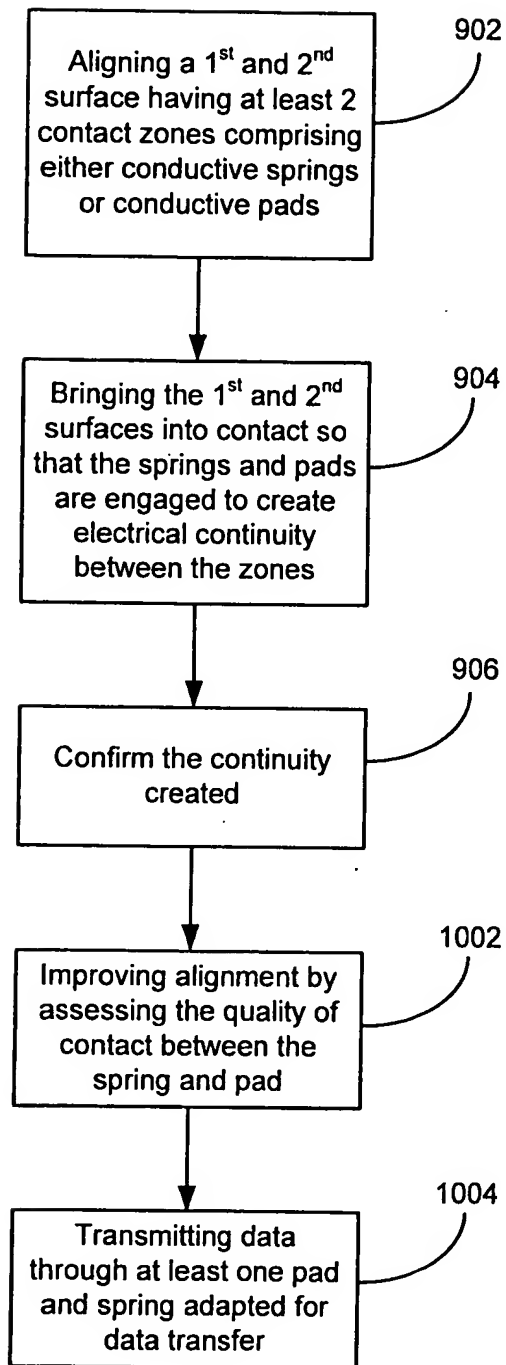 902
Aligning a 1st and 2nd
surface having at least 2
contact zones comprising
either conductive springs
or conductive pads
904
Bringing the 1st and 2nd
surfaces into contact so
that the springs and pads
are engaged to create
electrical continuity
between the zones
906
Confirm the continuity
created
1002
Improving alignment by
assessing the quality of
contact between the
spring and pad
1004
Transmitting data
through at least one pad
and spring adapted for
data transfer